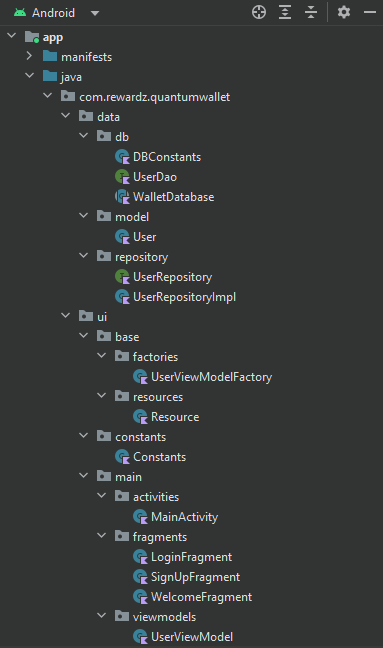 Android
app
manifests
java
com.rewardz.quantumwallet
data
db
DBConstants
UserDao
WalletDatabase
model
User
repository
UserRepository
UserRepositoryImpl
ui
base
factories
UserViewModelFactory
resources
Resource
constants
Constants
main
activities
MainActivity
fragments
LoginFragment
SignUpFragment
WelcomeFragment
viewmodels
UserViewModel